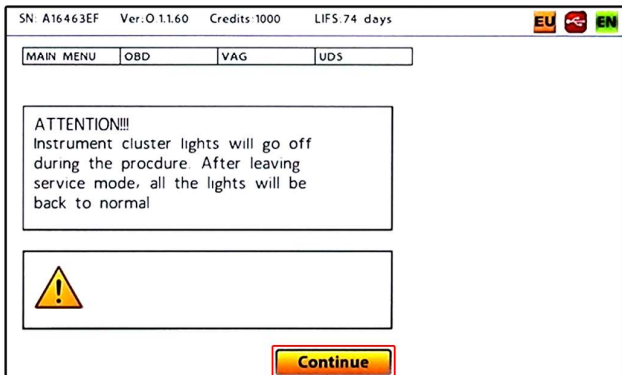 SN: A16463EF Ver:0.1.1.60 Credits:1000 LIFS:74 days EU EN
MAIN MENU OBD VAG UDS
ATTENTION!!!
Instrument cluster lights will go off
during the procdure. After leaving
service mode, all the lights will be
back to normal
Continue